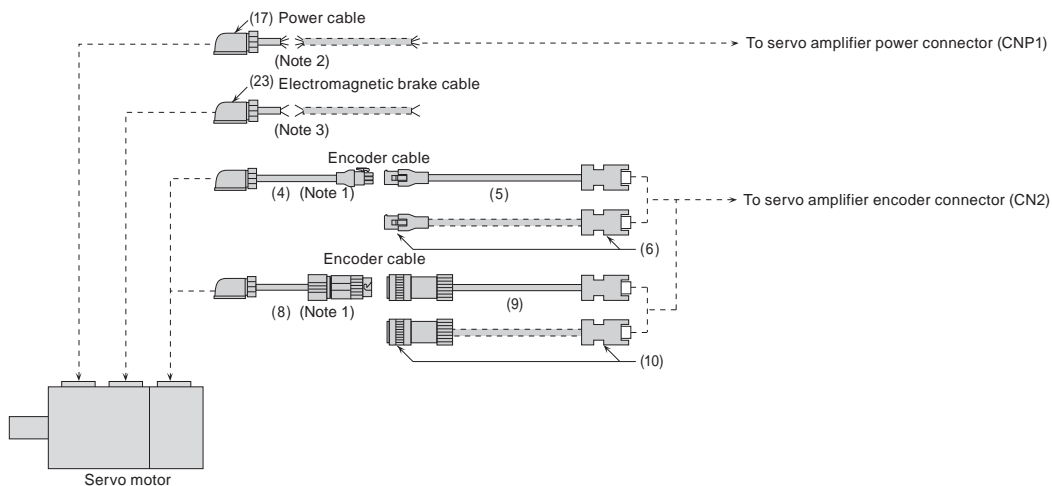 (17) Power cable
To servo amplifier power connector (CNP1)
(Note 2)
(23) Electromagnetic brake cable
(Note 3)
Encoder cable
(4) (Note 1)
(5)
To servo amplifier encoder connector (CN2)
(6)
Encoder cable
(8) (Note 1)
(9)
(10)
Servo motor